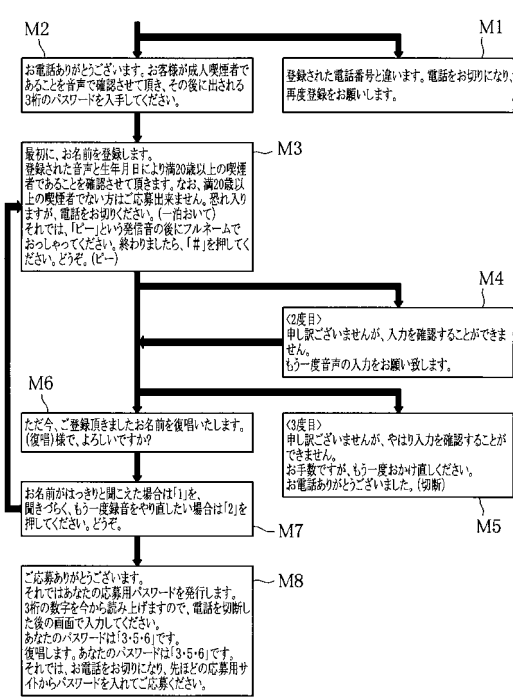 M2
M1
お電話ありがとうございます。お客様が成人喫煙者で
あることを音声で確認させて頂き、その後に出される
3桁のパスワードを入手してください。
登録された電話番号と違います。電話をお切りになり、
再度登録をお願いします。
M3
最初に、お名前を登録します。
登録された音声と生年月日により満20歳以上の喫煙
者であることを確認させて頂きます。なお、満20歳以
上の喫煙者でない方はご応募出来ません。恐れ入り
ますが、電話をお切りください。(一泊おいて)
それでは、「ピー」という発信音の後にフルネームで
おっしゃってください。終わりましたら、「#」を押してく
ださい。どうぞ。(ピー)
M4
〈2度目〉
申し訳ございませんが、入力を確認することができま
せん。
もう一度音声の入力をお願い致します。
M6
ただ今、ご登録頂きましたお名前を復唱いたします。
(復唱)様で、よろしいですか?
〈3度目〉
申し訳ございませんが、やはり入力を確認することが
できません。
お手数ですが、もう一度おかけ直しください。
お電話ありがとうございました。(切断)
M5
お名前がはっきりと聞こえた場合は「1」を、
聞きづらく、もう一度録音をやり直したい場合は「2」を
押してください。どうぞ。
M7
M8
ご応募ありがとうございます。
それではあなたの応募用パスワードを発行します。
3桁の数字を今から読み上げますので、電話を切断し
た後の画面で入力してください。
あなたのパスワードは「3・5・6」です。
復唱します。あなたのパスワードは「3・5・6」です。
それでは、お電話をお切りになり、先ほどの応募用サ
イトからパスワードを入れてご応募ください。